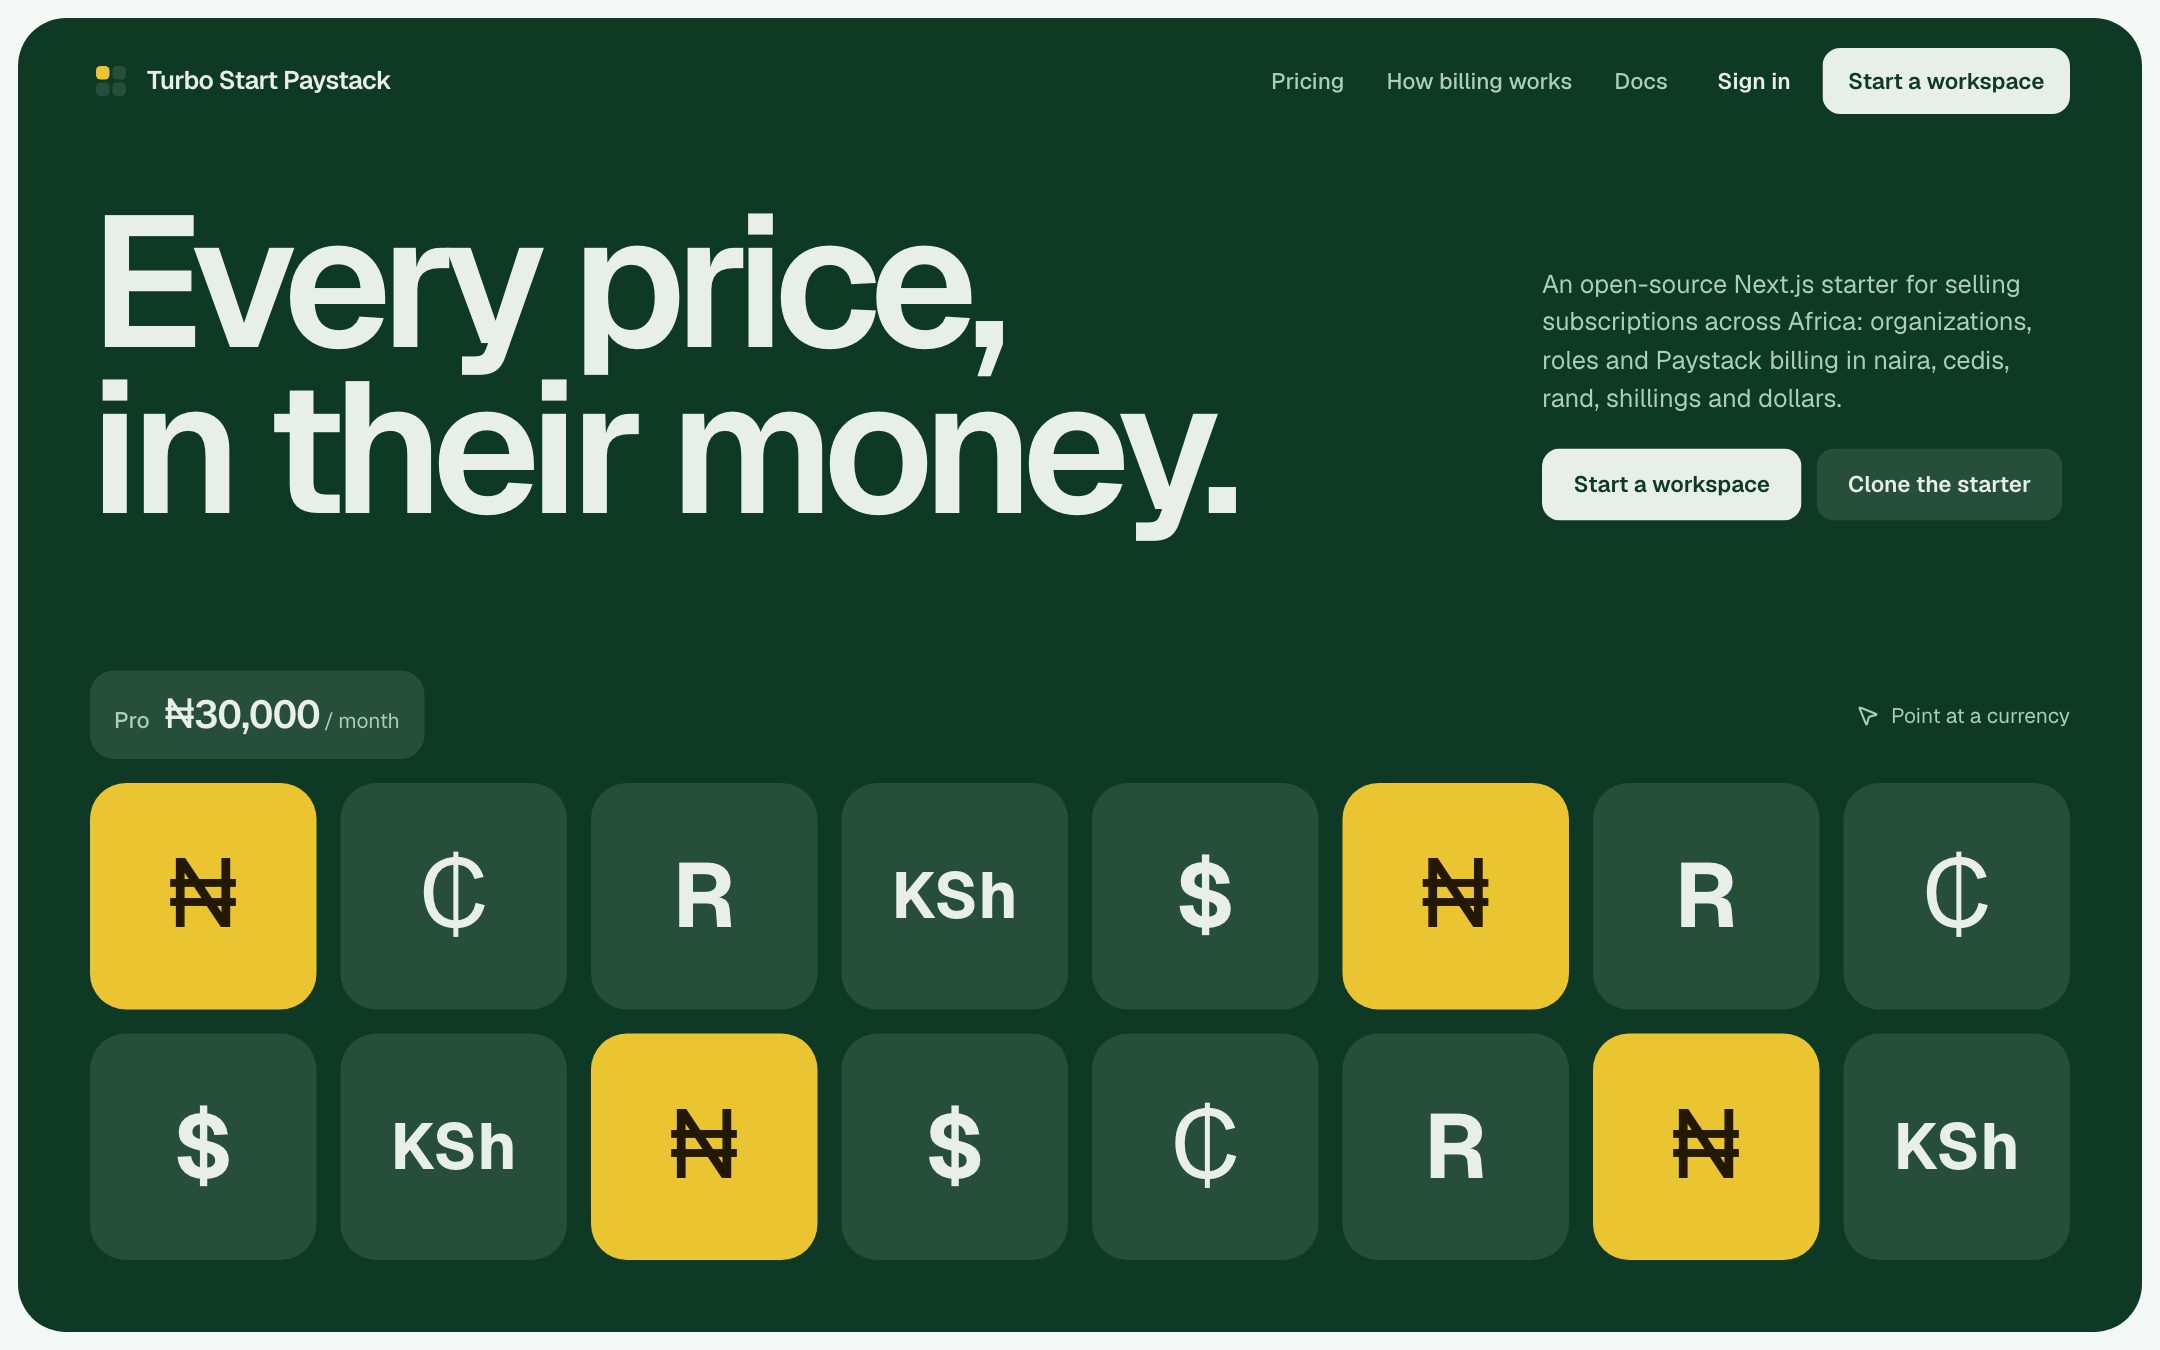 Turbo Start Paystack
Pricing
How billing works
Docs
Sign in
Start a workspace
Every price,
in their money.
An open-source Next.js starter for selling
subscriptions across Africa: organizations,
roles and Paystack billing in naira, cedis,
rand, shillings and dollars.
Start a workspace
Clone the starter
Pro ₦30,000 / month
Point at a currency
₦ ₵ R KSh $ ₦ R ₵
$ KSh ₦ $ ₵ R ₦ KSh